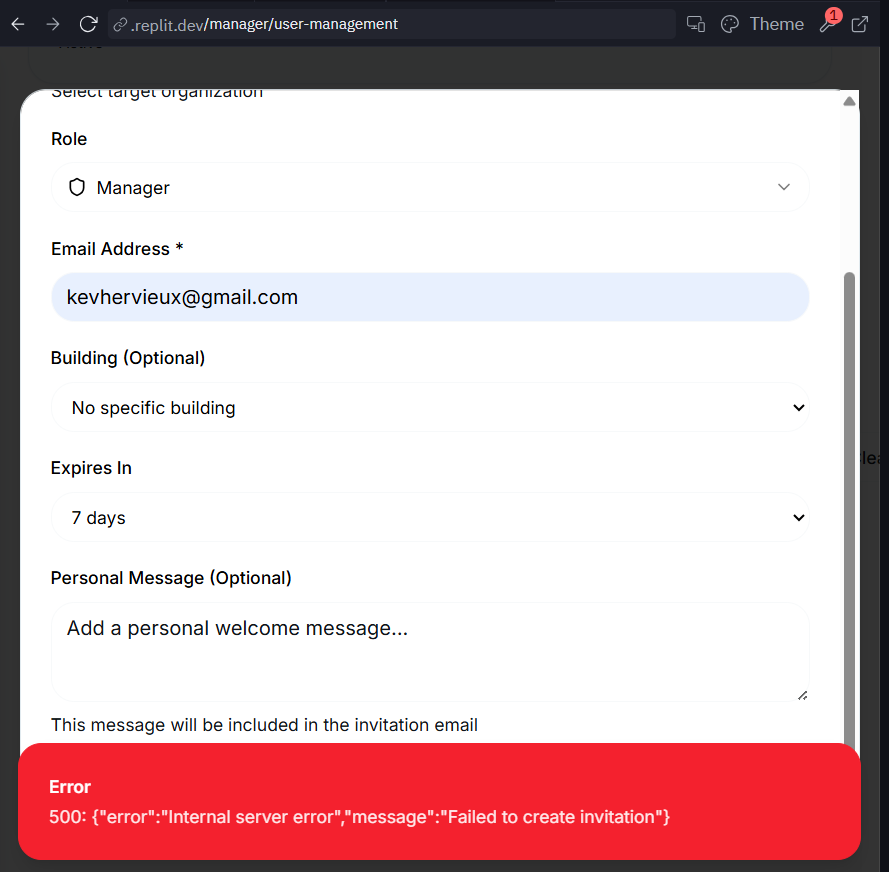 .replit.dev/manager/user-management
Theme
1
Select target organization
Role
Manager
Email Address *
kevhervieux@gmail.com
Building (Optional)
No specific building
Expires In
7 days
Personal Message (Optional)
Add a personal welcome message...
This message will be included in the invitation email
Error
500: {"error":"Internal server error","message":"Failed to create invitation"}